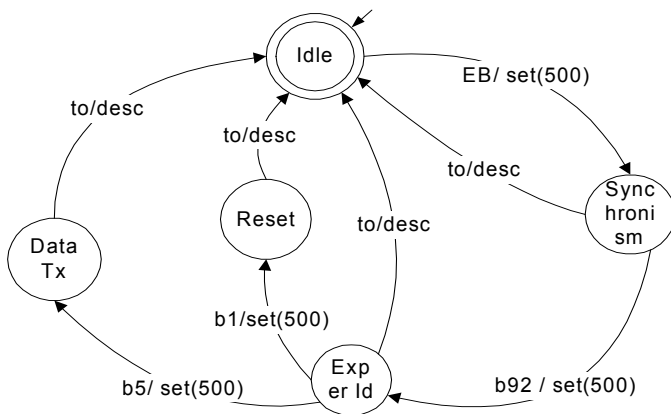 Idle
EB/ set(500)
to/desc
to/desc
to/desc
Sync
hroni
sm
Reset
to/desc
Data
Tx
b1/set(500)
Exp
er Id
b5/ set(500)
b92 / set(500)